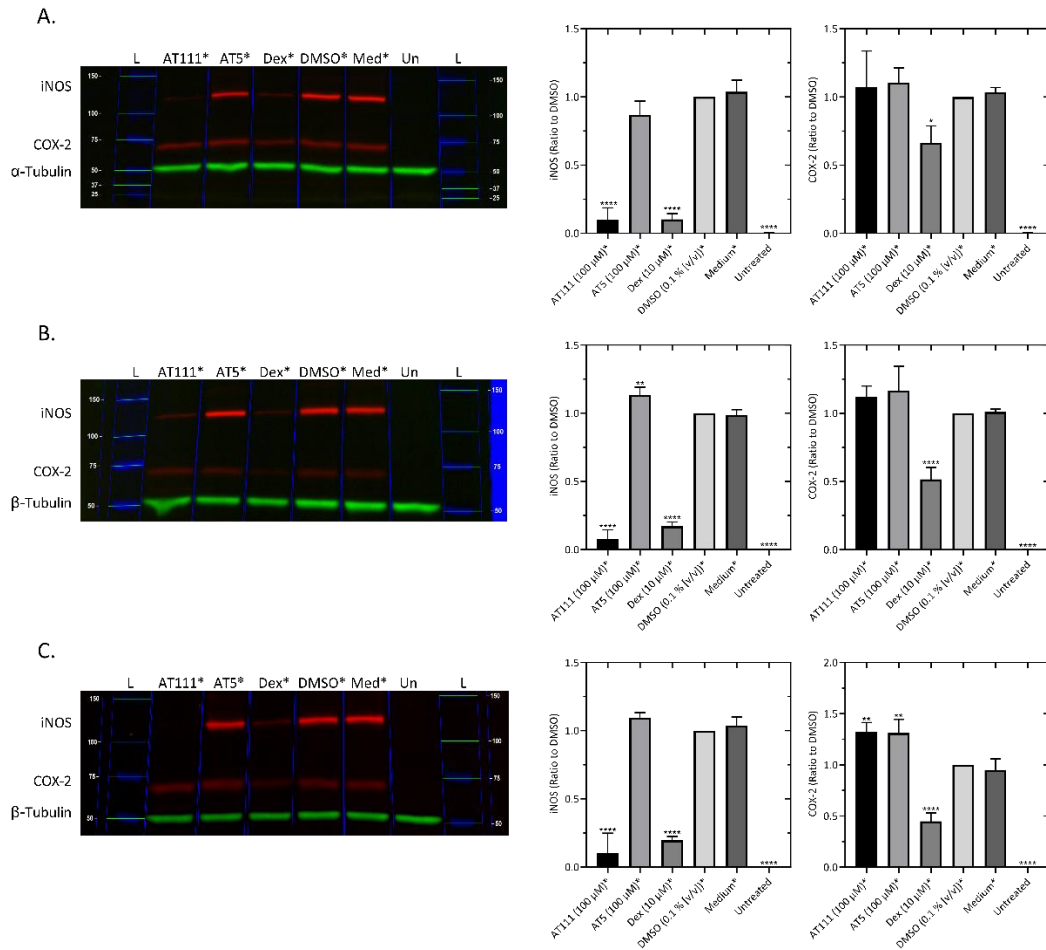 A.
L AT111* AT5* Dex* DMSO* Med* Un L
iNOS
COX-2
α-Tubulin
150
100
75
50
37
25
150
100
75
50
37
25
iNOS (Ratio to DMSO)
1.5
1.0
0.5
0.0
**** **** ****
AT111 (100 µM)*
AT5 (100 µM)*
Dex (10 µM)*
DMSO (0.1 % [v/v])*
Medium*
Untreated
COX-2 (Ratio to DMSO)
1.5
1.0
0.5
0.0
* ****
AT111 (100 µM)*
AT5 (100 µM)*
Dex (10 µM)*
DMSO (0.1 % [v/v])*
Medium*
Untreated
B.
L AT111* AT5* Dex* DMSO* Med* Un L
iNOS
COX-2
β-Tubulin
150
100
75
50
150
100
75
50
iNOS (Ratio to DMSO)
1.5
1.0
0.5
0.0
**** ** **** ****
AT111 (100 µM)*
AT5 (100 µM)*
Dex (10 µM)*
DMSO (0.1 % [v/v])*
Medium*
Untreated
COX-2 (Ratio to DMSO)
1.5
1.0
0.5
0.0
**** ****
AT111 (100 µM)*
AT5 (100 µM)*
Dex (10 µM)*
DMSO (0.1 % [v/v])*
Medium*
Untreated
C.
L AT111* AT5* Dex* DMSO* Med* Un L
iNOS
COX-2
β-Tubulin
150
100
75
50
150
100
75
50
iNOS (Ratio to DMSO)
1.5
1.0
0.5
0.0
**** **** ****
AT111 (100 µM)*
AT5 (100 µM)*
Dex (10 µM)*
DMSO (0.1 % [v/v])*
Medium*
Untreated
COX-2 (Ratio to DMSO)
2.0
1.5
1.0
0.5
0.0
** ** **** ****
AT111 (100 µM)*
AT5 (100 µM)*
Dex (10 µM)*
DMSO (0.1 % [v/v])*
Medium*
Untreated